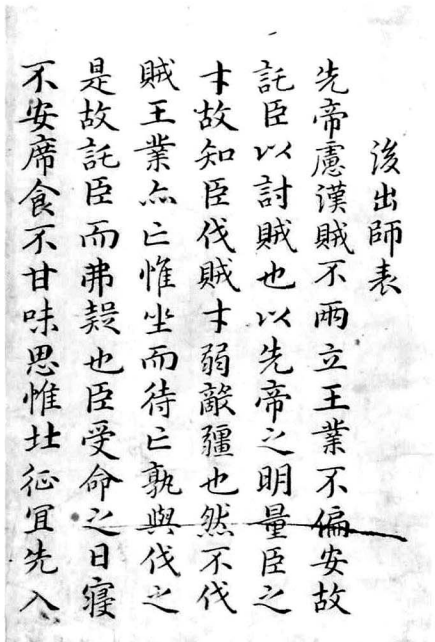 後出師表
先帝慮漢賊不兩立王業不偏安故
託臣以討賊也以先帝之明量臣之
才故知臣伐賊才弱敵彊也然不伐
賊王業亦亡惟坐而待亡孰與伐之
是故託臣而弗疑也臣受命之日寢
不安席食不甘味思惟北征宜先入